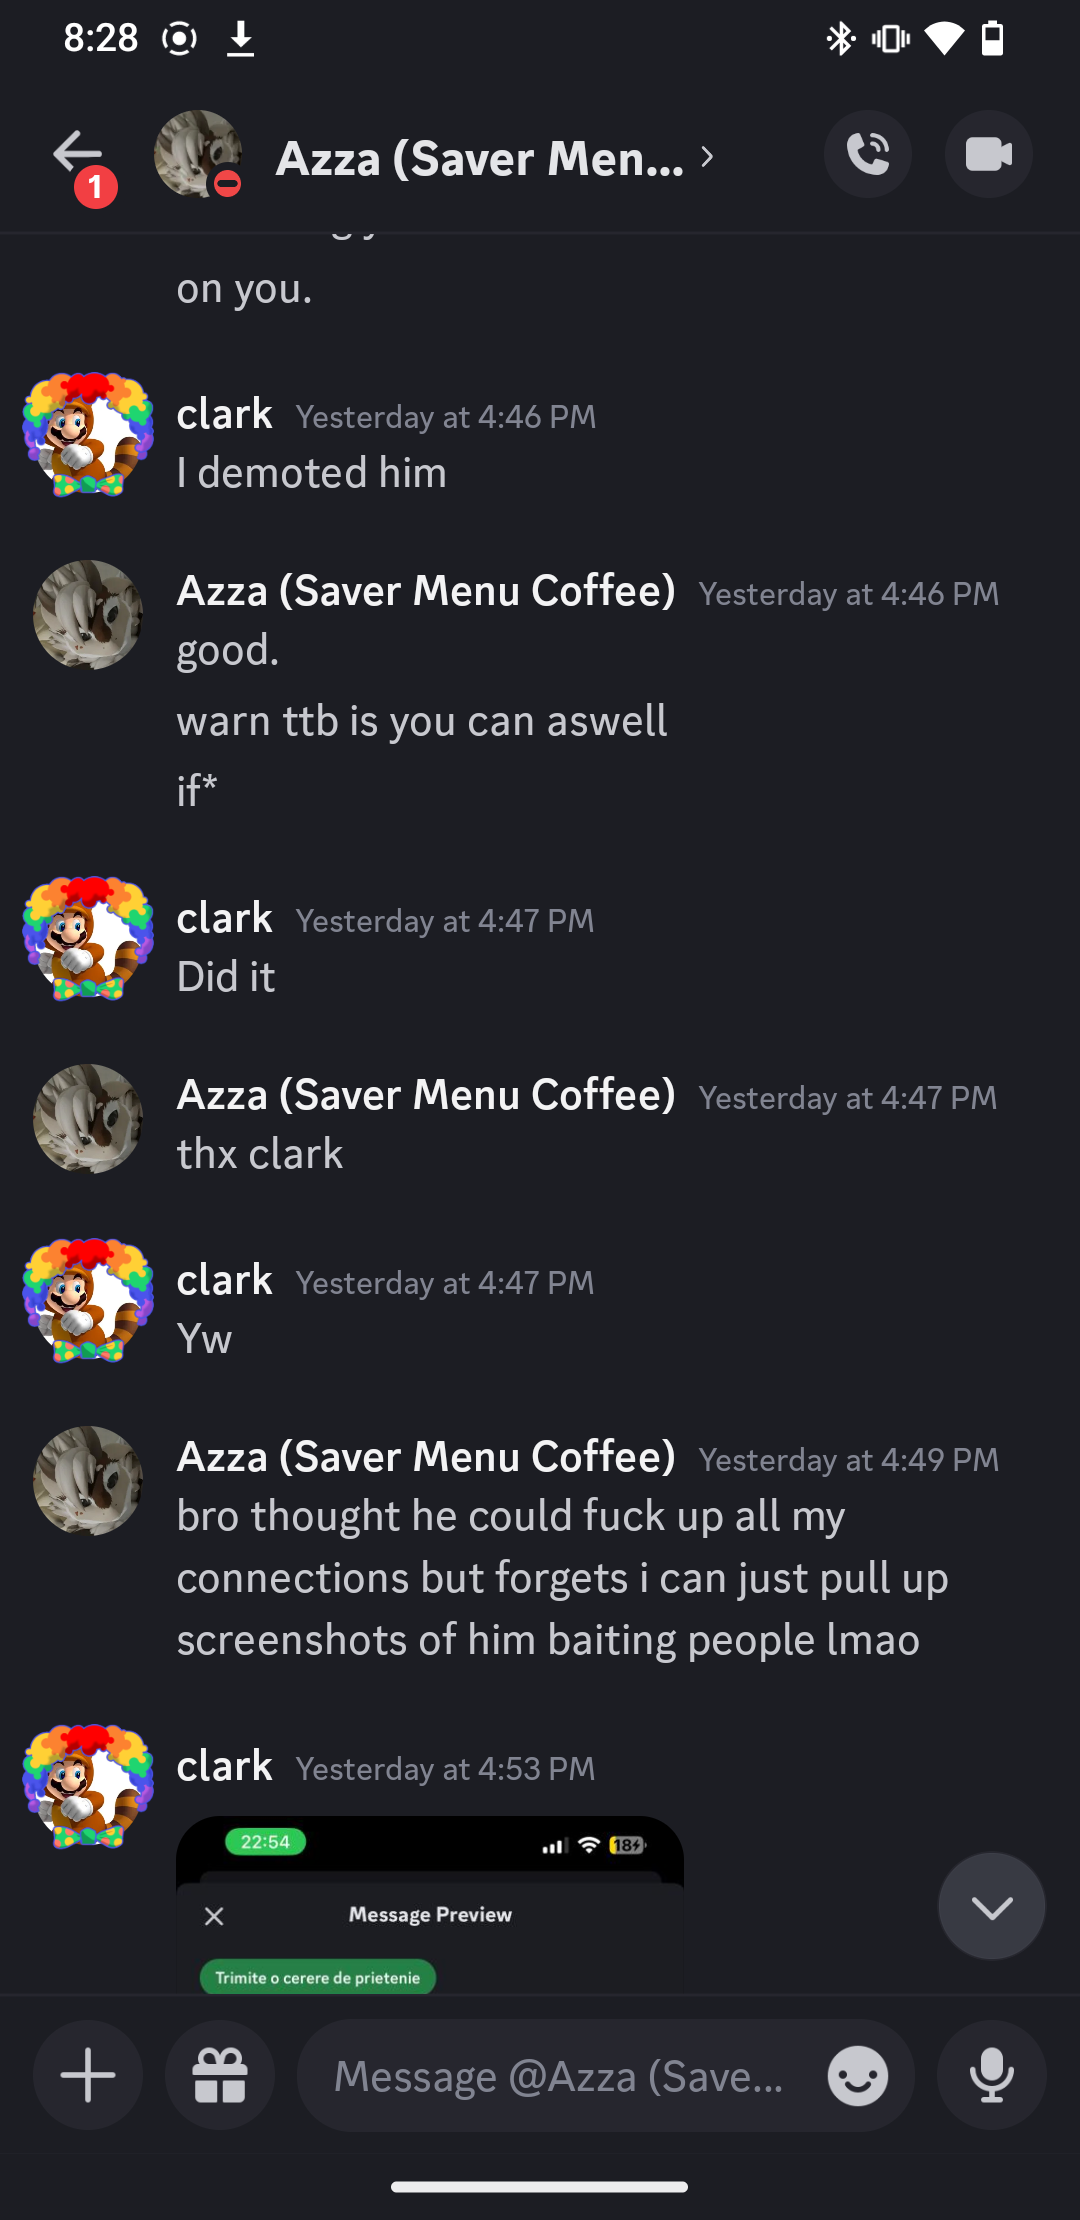 8:28
1
Azza (Saver Men...
on you.
clark Yesterday at 4:46 PM
I demoted him
Azza (Saver Menu Coffee) Yesterday at 4:46 PM
good.
warn ttb is you can aswell
if*
clark Yesterday at 4:47 PM
Did it
Azza (Saver Menu Coffee) Yesterday at 4:47 PM
thx clark
clark Yesterday at 4:47 PM
Yw
Azza (Saver Menu Coffee) Yesterday at 4:49 PM
bro thought he could fuck up all my
connections but forgets i can just pull up
screenshots of him baiting people lmao
clark Yesterday at 4:53 PM
22:54
18
Message Preview
Trimite o cerere de prietenie
Message @Azza (Save...